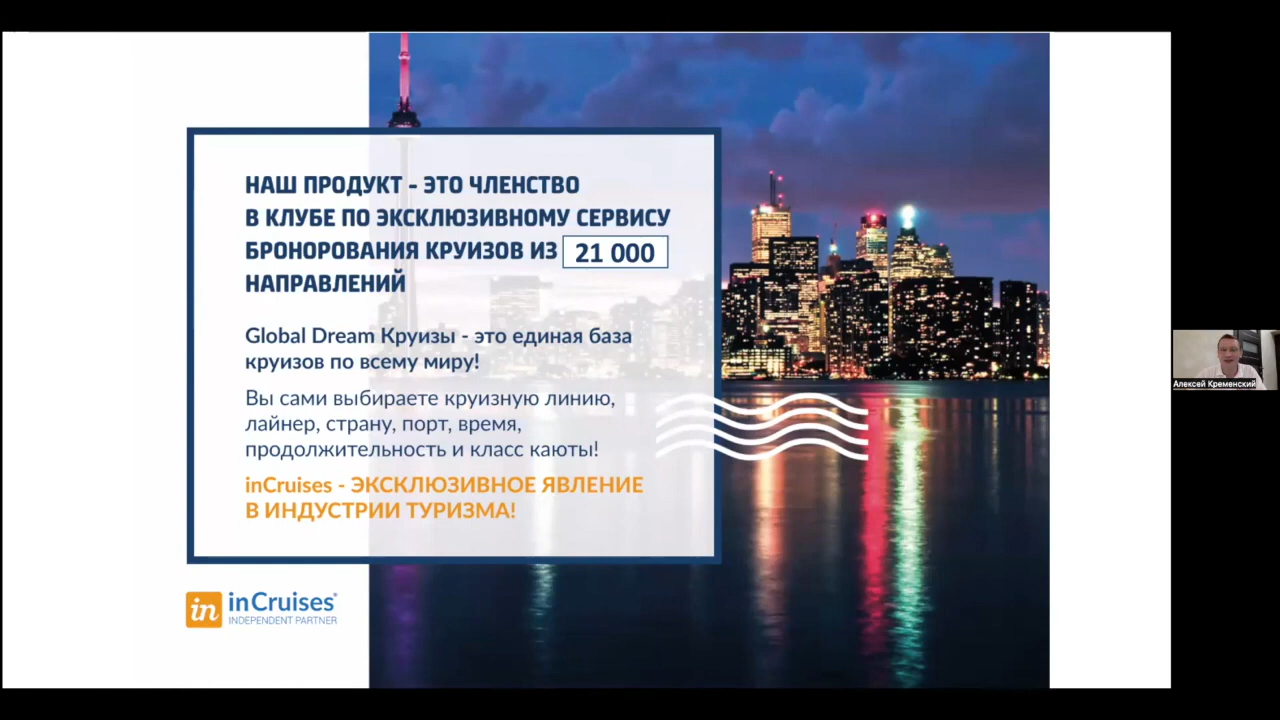 НАШ ПРОДУКТ - ЭТО ЧЛЕНСТВО
В КЛУБЕ ПО ЭКСКЛЮЗИВНОМУ СЕРВИСУ
БРОНОРОВАНИЯ КРУИЗОВ ИЗ 21 000
НАПРАВЛЕНИЙ
Global Dream Круизы - это единая база
круизов по всему миру!
Вы сами выбираете круизную линию,
лайнер, страну, порт, время,
продолжительность и класс каюты!
inCruises - ЭКСКЛЮЗИВНОЕ ЯВЛЕНИЕ
В ИНДУСТРИИ ТУРИЗМА!
in inCruises®
INDEPENDENT PARTNER
Алексей Кременский